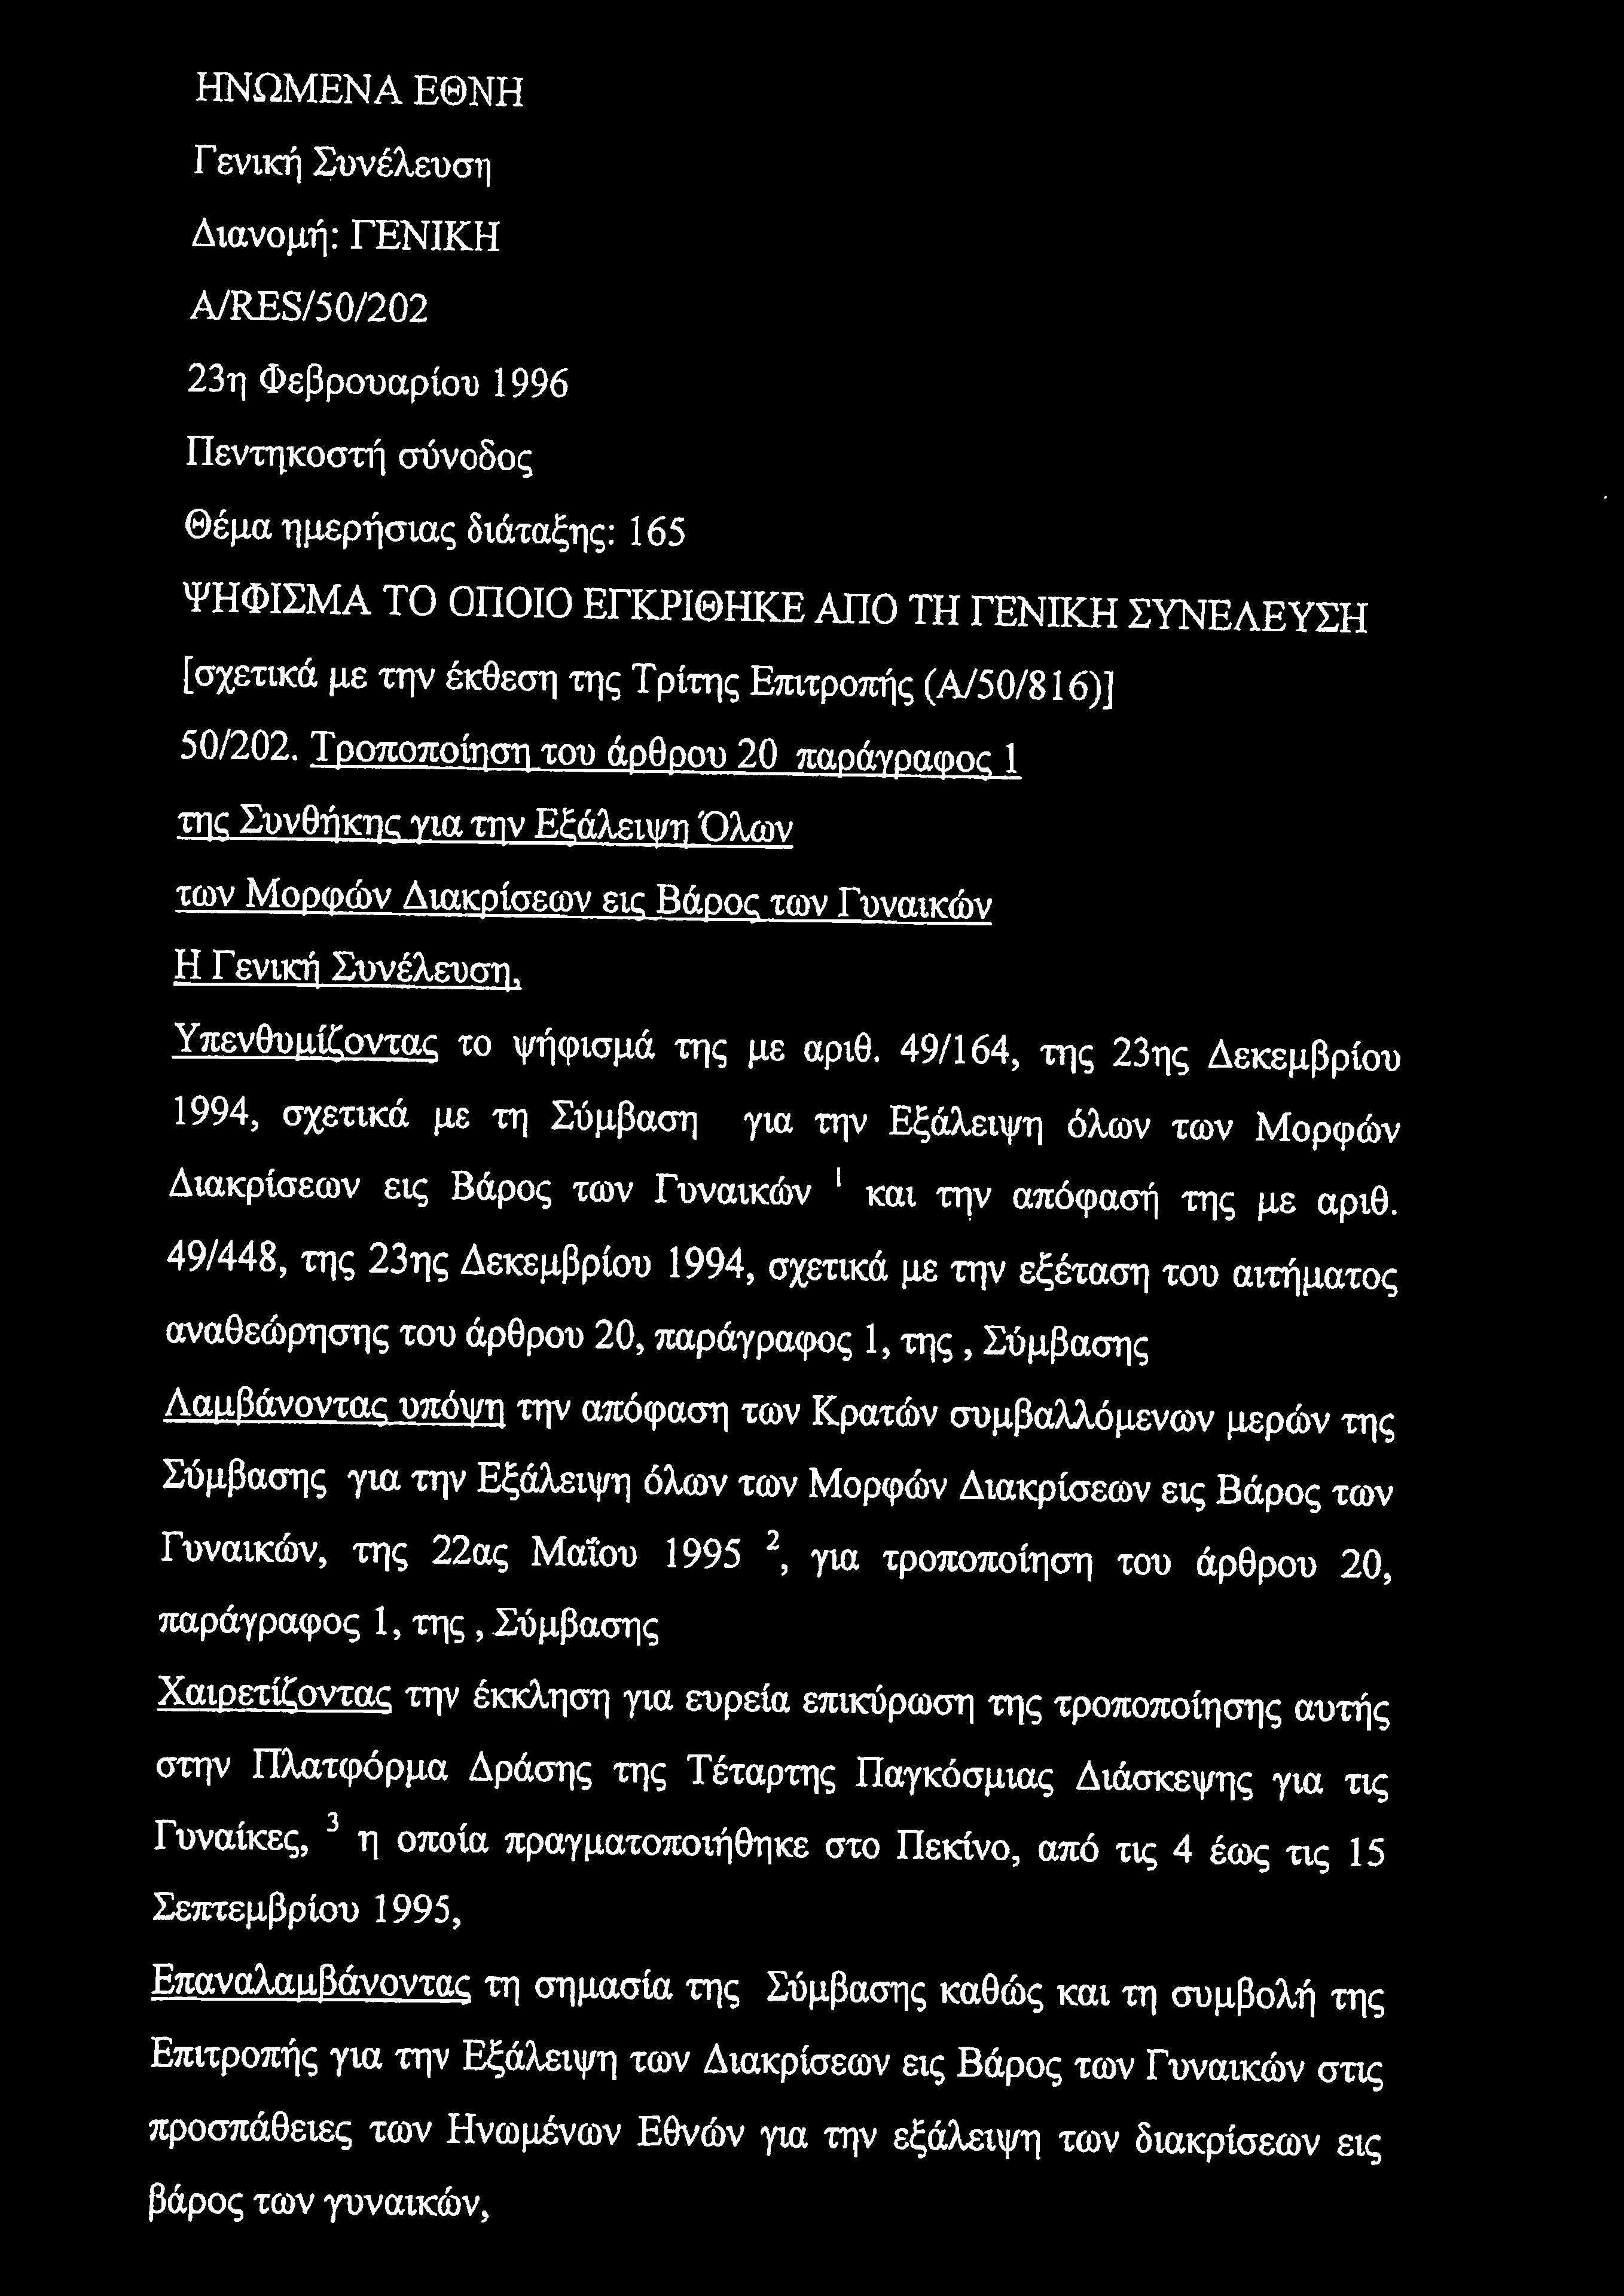 ΗΝΩΜΕΝΑ ΕΘΝΗ
Γενική Συνέλευση
Διανομή: ΓΕΝΙΚΗ
A/RES/50/202
23η Φεβρουαρίου 1996
Πεντηκοστή σύνοδος
Θέμα ημερήσιας διάταξης: 165
ΨΗΦΙΣΜΑ ΤΟ ΟΠΟΙΟ ΕΓΚΡΙΘΗΚΕ ΑΠΟ ΤΗ ΓΕΝΙΚΗ ΣΥΝΕΛΕΥΣΗ
[σχετικά με την έκθεση της Τρίτης Επιτροπής (Α/50/816)]
50/202. Τροποποίηση του άρθρου 20 παράγραφος 1
της Συνθήκης για την Εξάλειψη Όλων
των Μορφών Διακρίσεων εις Βάρος των Γυναικών
Η Γενική Συνέλευση,
Υπενθυμίζοντας το ψήφισμά της με αριθ. 49/164, της 23ης Δεκεμβρίου
1994, σχετικά με τη Σύμβαση για την Εξάλειψη όλων των Μορφών
Διακρίσεων εις Βάρος των Γυναικών ¹ και την απόφασή της με αριθ.
49/448, της 23ης Δεκεμβρίου 1994, σχετικά με την εξέταση του αιτήματος
αναθεώρησης του άρθρου 20, παράγραφος 1, της , Σύμβασης
Λαμβάνοντας υπόψη την απόφαση των Κρατών συμβαλλόμενων μερών της
Σύμβασης για την Εξάλειψη όλων των Μορφών Διακρίσεων εις Βάρος των
Γυναικών, της 22ας Μαΐου 1995 ², για τροποποίηση του άρθρου 20,
παράγραφος 1, της , Σύμβασης
Χαιρετίζοντας την έκκληση για ευρεία επικύρωση της τροποποίησης αυτής
στην Πλατφόρμα Δράσης της Τέταρτης Παγκόσμιας Διάσκεψης για τις
Γυναίκες, ³ η οποία πραγματοποιήθηκε στο Πεκίνο, από τις 4 έως τις 15
Σεπτεμβρίου 1995,
Επαναλαμβάνοντας τη σημασία της Σύμβασης καθώς και τη συμβολή της
Επιτροπής για την Εξάλειψη των Διακρίσεων εις Βάρος των Γυναικών στις
προσπάθειες των Ηνωμένων Εθνών για την εξάλειψη των διακρίσεων εις
βάρος των γυναικών,